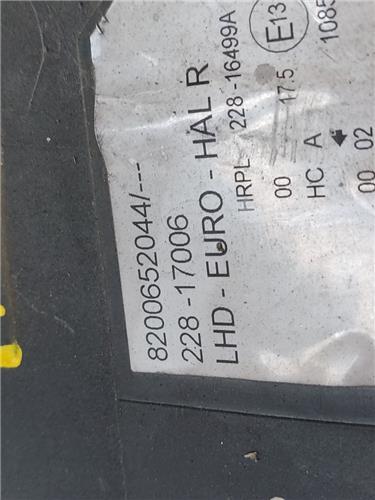 8200652044/---
228 -17006
LHD - EURO - HAL R
HRPL 228 -16499A
00 17.5 E13
HC A 1085
00 02